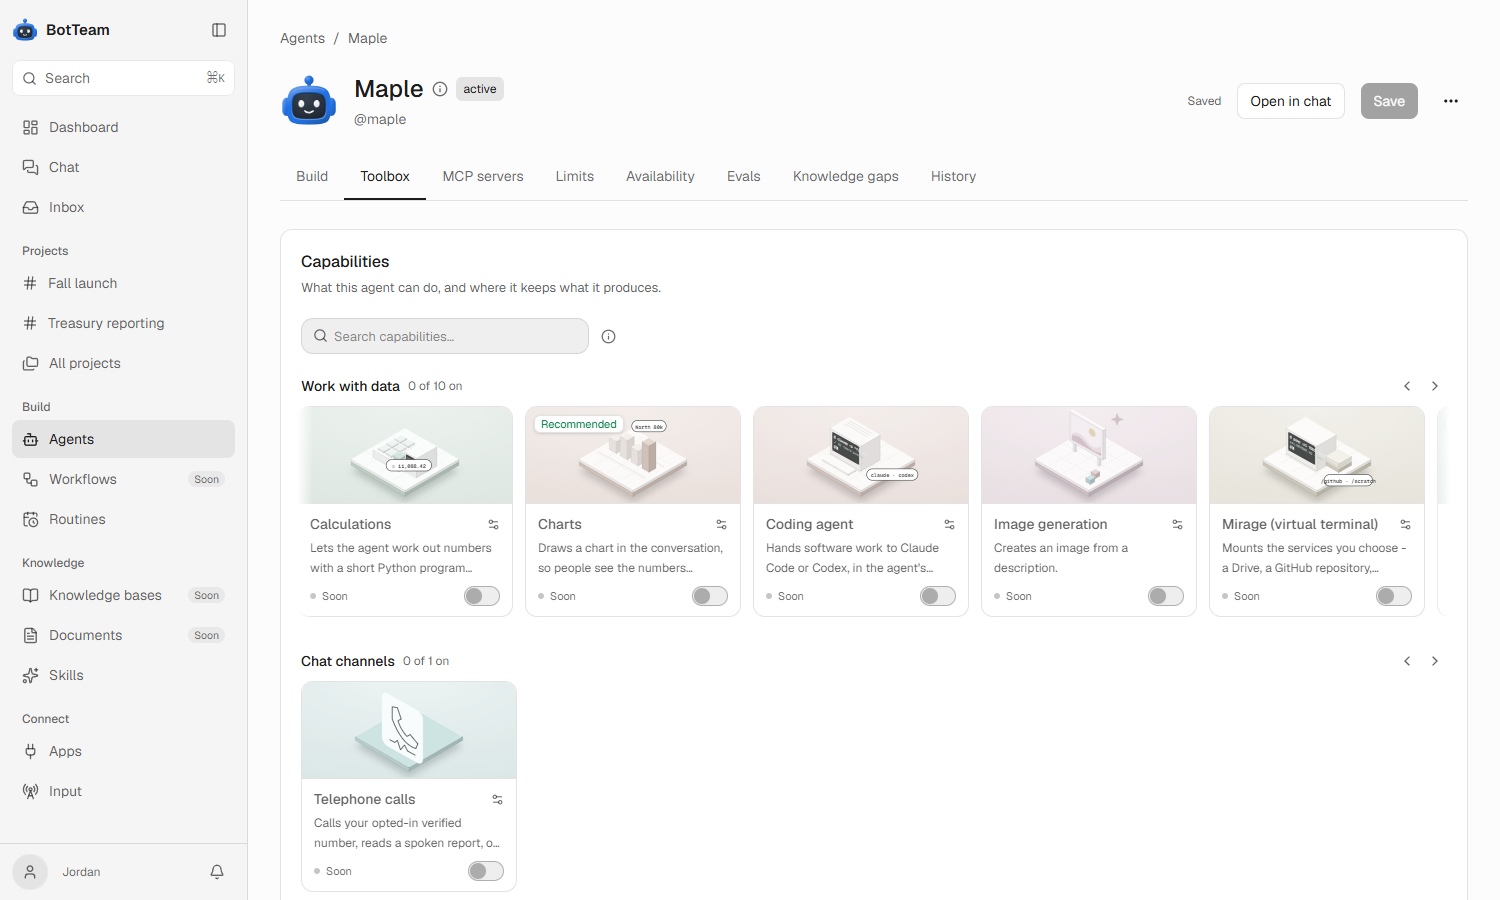 BotTeam
Search ⌘K
Dashboard
Chat
Inbox
Projects
Fall launch
Treasury reporting
All projects
Build
Agents
Workflows Soon
Routines
Knowledge
Knowledge bases Soon
Documents Soon
Skills
Connect
Apps
Input
Jordan
Agents / Maple
Maple active
@maple
Saved Open in chat Save
Build Toolbox MCP servers Limits Availability Evals Knowledge gaps History
Capabilities
What this agent can do, and where it keeps what it produces.
Search capabilities…
Work with data 0 of 10 on
Calculations
Lets the agent work out numbers
with a short Python program…
Soon
Recommended
North 80k
Charts
Draws a chart in the conversation,
so people see the numbers…
Soon
claude · codex
Coding agent
Hands software work to Claude
Code or Codex, in the agent's…
Soon
Image generation
Creates an image from a
description.
Soon
/github · /scratch
Mirage (virtual terminal)
Mounts the services you choose -
a Drive, a GitHub repository,…
Soon
Chat channels 0 of 1 on
Telephone calls
Calls your opted-in verified
number, reads a spoken report, o…
Soon